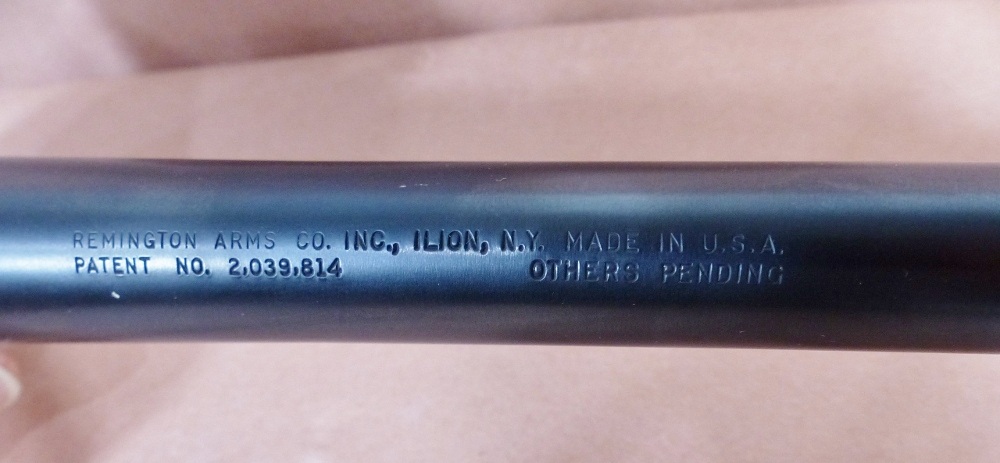 REMINGTON ARMS CO. INC., ILION, N.Y. MADE IN U.S.A.
PATENT NO. 2,039,814 OTHERS PENDING